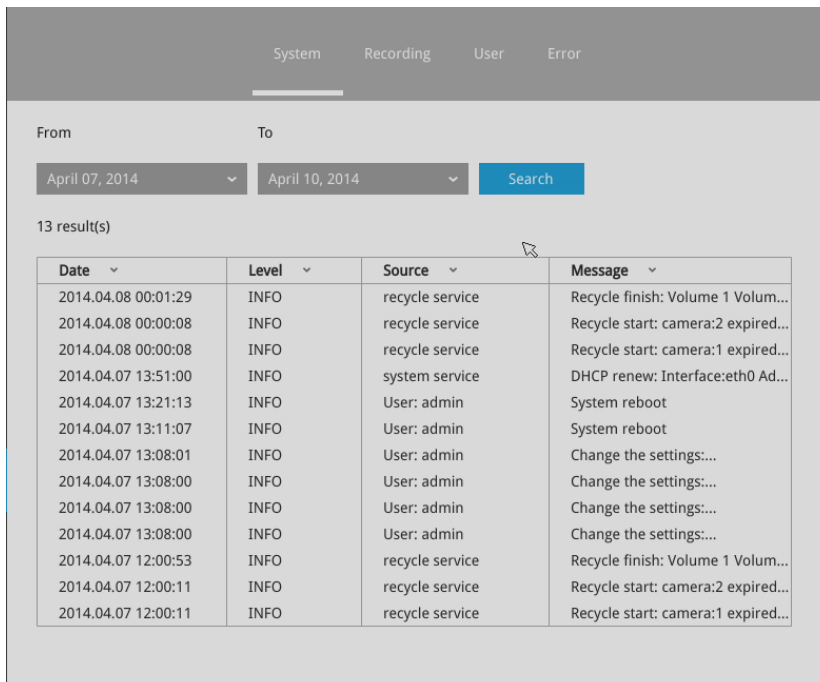 System Recording User Error
From To
April 07, 2014 April 10, 2014 Search
13 result(s)
Date Level Source Message
2014.04.08 00:01:29 INFO recycle service Recycle finish: Volume 1 Volum...
2014.04.08 00:00:08 INFO recycle service Recycle start: camera:2 expired...
2014.04.08 00:00:08 INFO recycle service Recycle start: camera:1 expired...
2014.04.07 13:51:00 INFO system service DHCP renew: Interface:eth0 Ad...
2014.04.07 13:21:13 INFO User: admin System reboot
2014.04.07 13:11:07 INFO User: admin System reboot
2014.04.07 13:08:01 INFO User: admin Change the settings:...
2014.04.07 13:08:00 INFO User: admin Change the settings:...
2014.04.07 13:08:00 INFO User: admin Change the settings:...
2014.04.07 13:08:00 INFO User: admin Change the settings:...
2014.04.07 12:00:53 INFO recycle service Recycle finish: Volume 1 Volum...
2014.04.07 12:00:11 INFO recycle service Recycle start: camera:2 expired...
2014.04.07 12:00:11 INFO recycle service Recycle start: camera:1 expired...